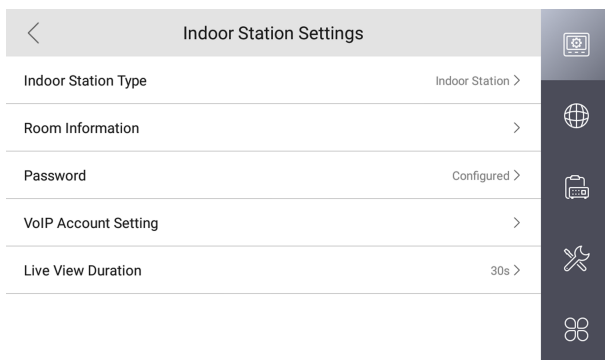 Indoor Station Settings
Indoor Station Type Indoor Station
Room Information
Password Configured
VoIP Account Setting
Live View Duration 30s